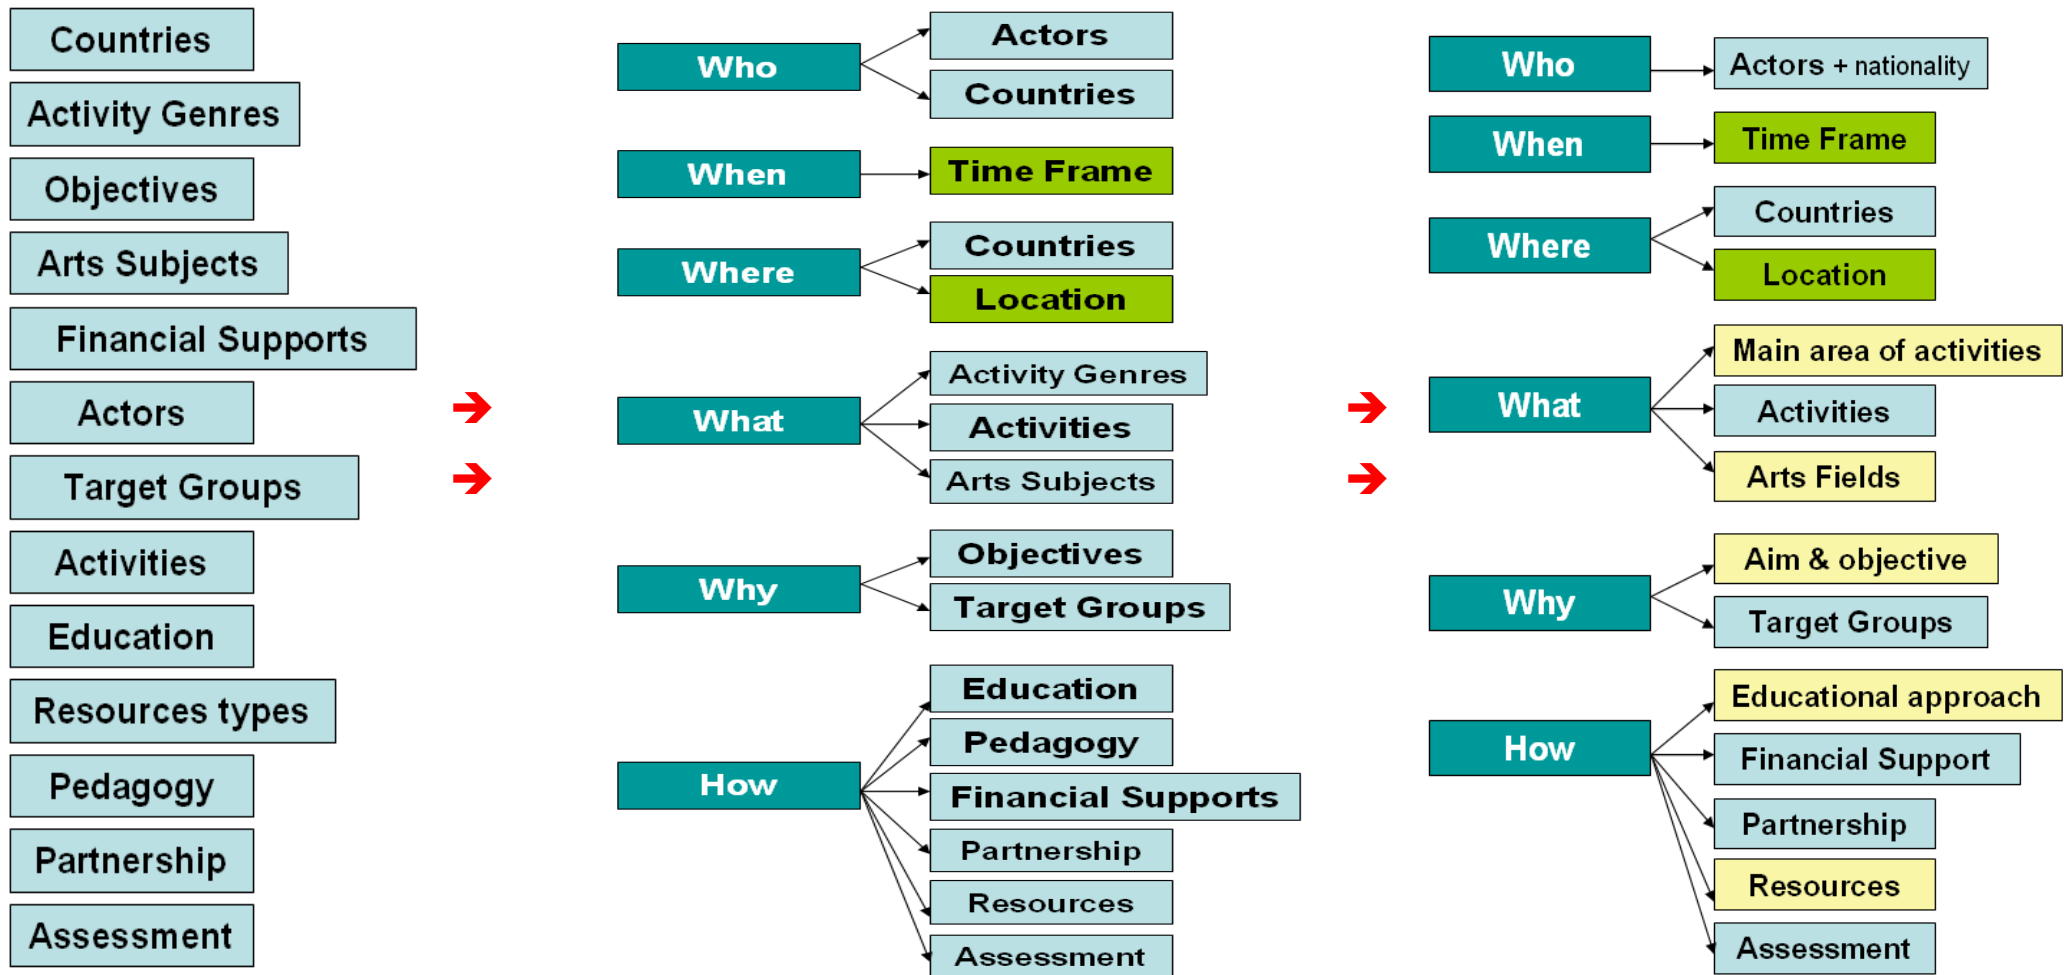 Countries
Activity Genres
Objectives
Arts Subjects
Financial Supports
Actors
Target Groups
Activities
Education
Resources types
Pedagogy
Partnership
Assessment
Who
Actors
Countries
When
Time Frame
Where
Countries
Location
What
Activity Genres
Activities
Arts Subjects
Why
Objectives
Target Groups
How
Education
Pedagogy
Financial Supports
Partnership
Resources
Assessment
Who
Actors + nationality
When
Time Frame
Where
Countries
Location
What
Main area of activities
Activities
Arts Fields
Why
Aim & objective
Target Groups
How
Educational approach
Financial Support
Partnership
Resources
Assessment